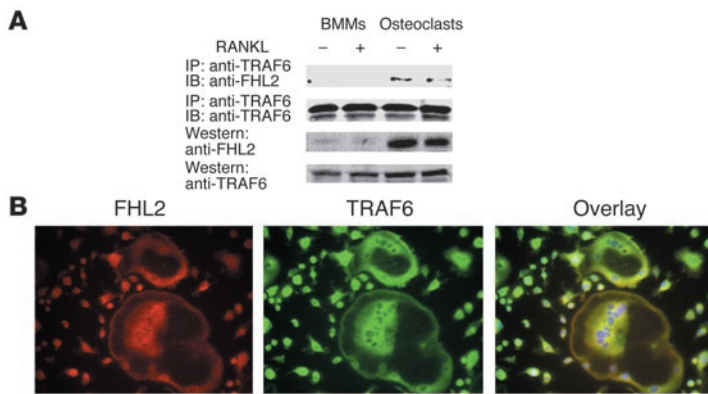 A
BMMs Osteoclasts
RANKL – + – +
IP: anti-TRAF6
IB: anti-FHL2
IP: anti-TRAF6
IB: anti-TRAF6
Western:
anti-FHL2
Western:
anti-TRAF6
B
FHL2 TRAF6 Overlay